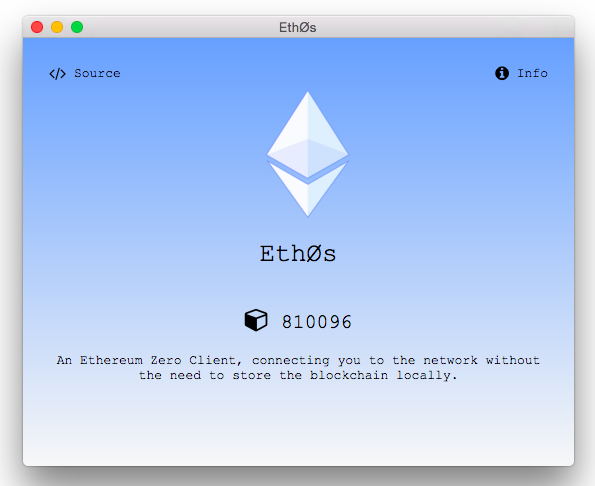 EthØs
</> Source
Info
EthØs
810096
An Ethereum Zero Client, connecting you to the network without
the need to store the blockchain locally.